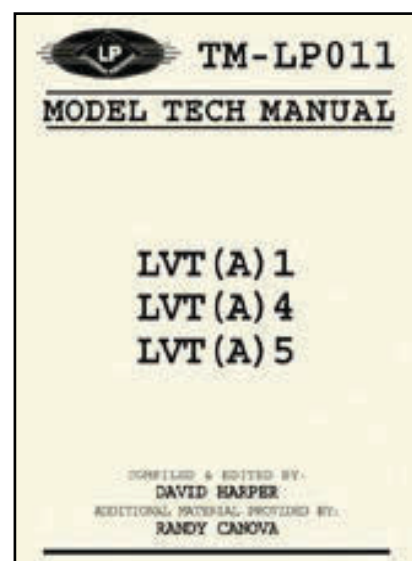 LP TM-LP011
MODEL TECH MANUAL
LVT(A)1
LVT(A)4
LVT(A)5
COMPILED & EDITED BY:
DAVID HARPER
ADDITIONAL MATERIAL PROVIDED BY:
RANDY CANOVA